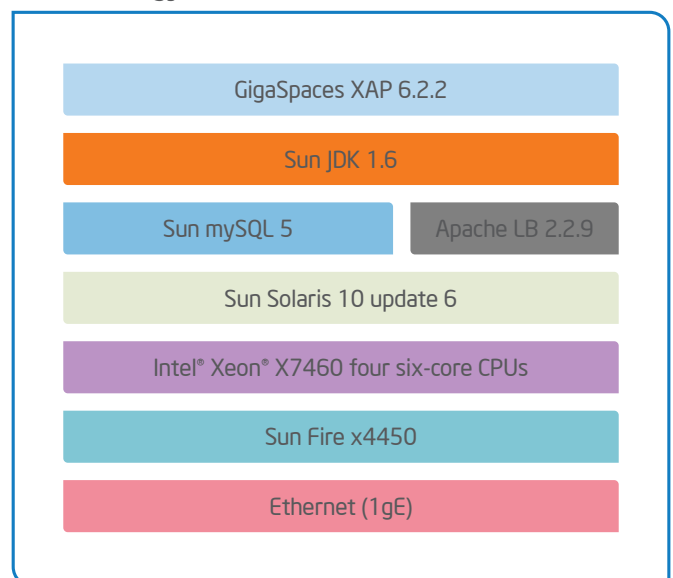 GigaSpaces XAP 6.2.2
Sun JDK 1.6
Sun mySQL 5
Apache LB 2.2.9
Sun Solaris 10 update 6
Intel® Xeon® X7460 four six-core CPUs
Sun Fire x4450
Ethernet (1gE)